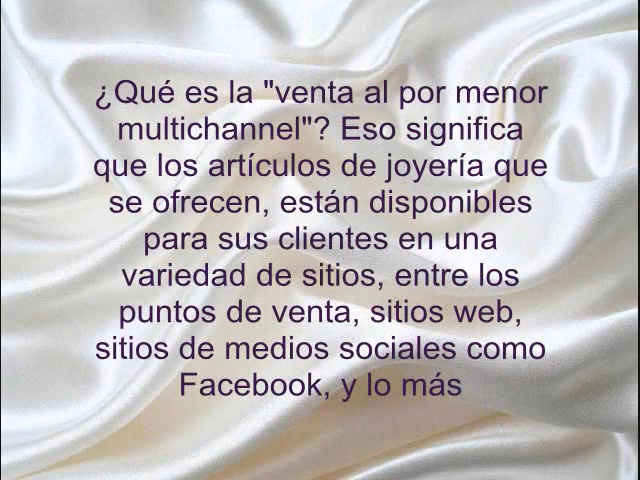 ¿Qué es la "venta al por menor
multichannel"? Eso significa
que los artículos de joyería que
se ofrecen, están disponibles
para sus clientes en una
variedad de sitios, entre los
puntos de venta, sitios web,
sitios de medios sociales como
Facebook, y lo más